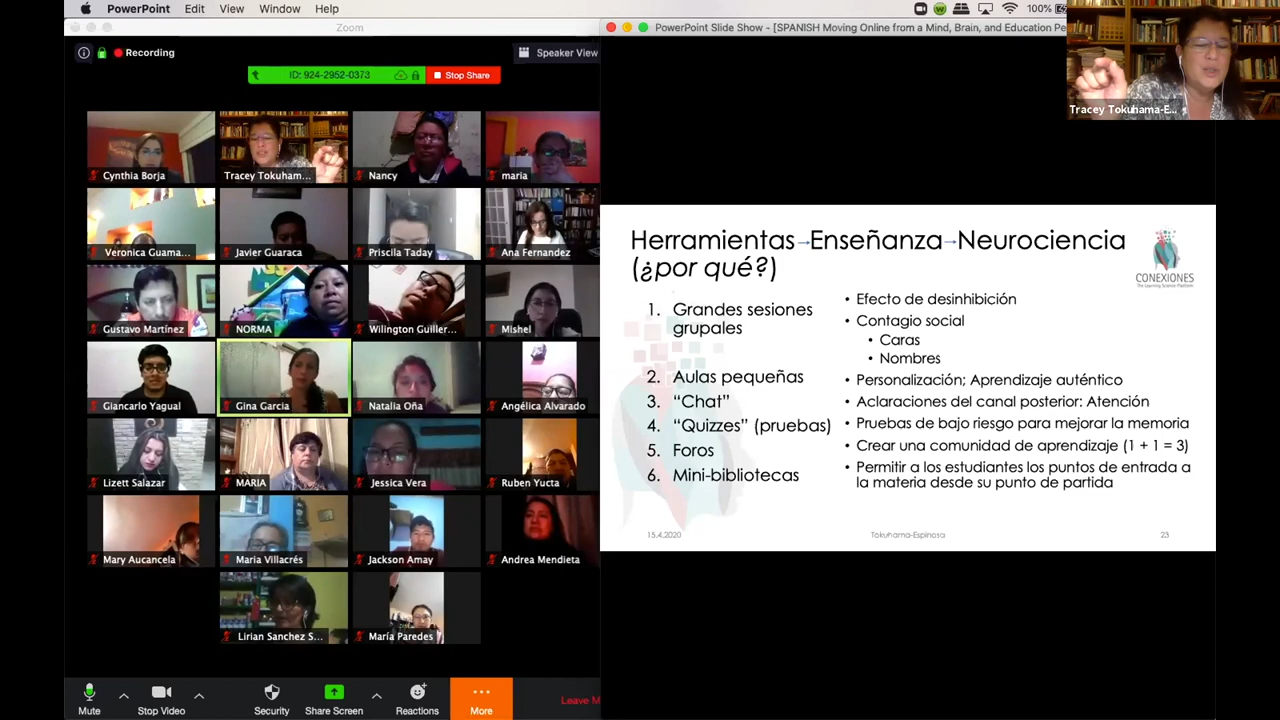 PowerPoint Edit View Window Help
100%
Zoom
PowerPoint Slide Show - [SPANISH Moving Online from a Mind, Brain, and Education Pe
Recording
Speaker View
ID: 924-2952-0373
Stop Share
Tracey Tokuhama-E...
Cynthia Borja
Tracey Tokuham...
Nancy
maria
Veronica Guama...
Javier Guaraca
Priscila Taday
Ana Fernandez
Gustavo Martínez
NORMA
Wilington Guiller...
Mishel
Giancarlo Yagual
Gina Garcia
Natalia Oña
Angélica Alvarado
Lizett Salazar
MARIA
Jessica Vera
Ruben Yucta
Mary Aucancela
Maria Villacrés
Jackson Amay
Andrea Mendieta
Lirian Sanchez S...
María Paredes
Mute
Stop Video
Security
Share Screen
Reactions
More
Leave M
Herramientas→Enseñanza→Neurociencia
(¿por qué?)
CONEXIONES
The Learning Science Platform
1. Grandes sesiones
grupales
2. Aulas pequeñas
3. “Chat”
4. “Quizzes” (pruebas)
5. Foros
6. Mini-bibliotecas
• Efecto de desinhibición
• Contagio social
• Caras
• Nombres
• Personalización; Aprendizaje auténtico
• Aclaraciones del canal posterior: Atención
• Pruebas de bajo riesgo para mejorar la memoria
• Crear una comunidad de aprendizaje (1 + 1 = 3)
• Permitir a los estudiantes los puntos de entrada a
la materia desde su punto de partida
15.4.2020
Tokuhama-Espinosa
23